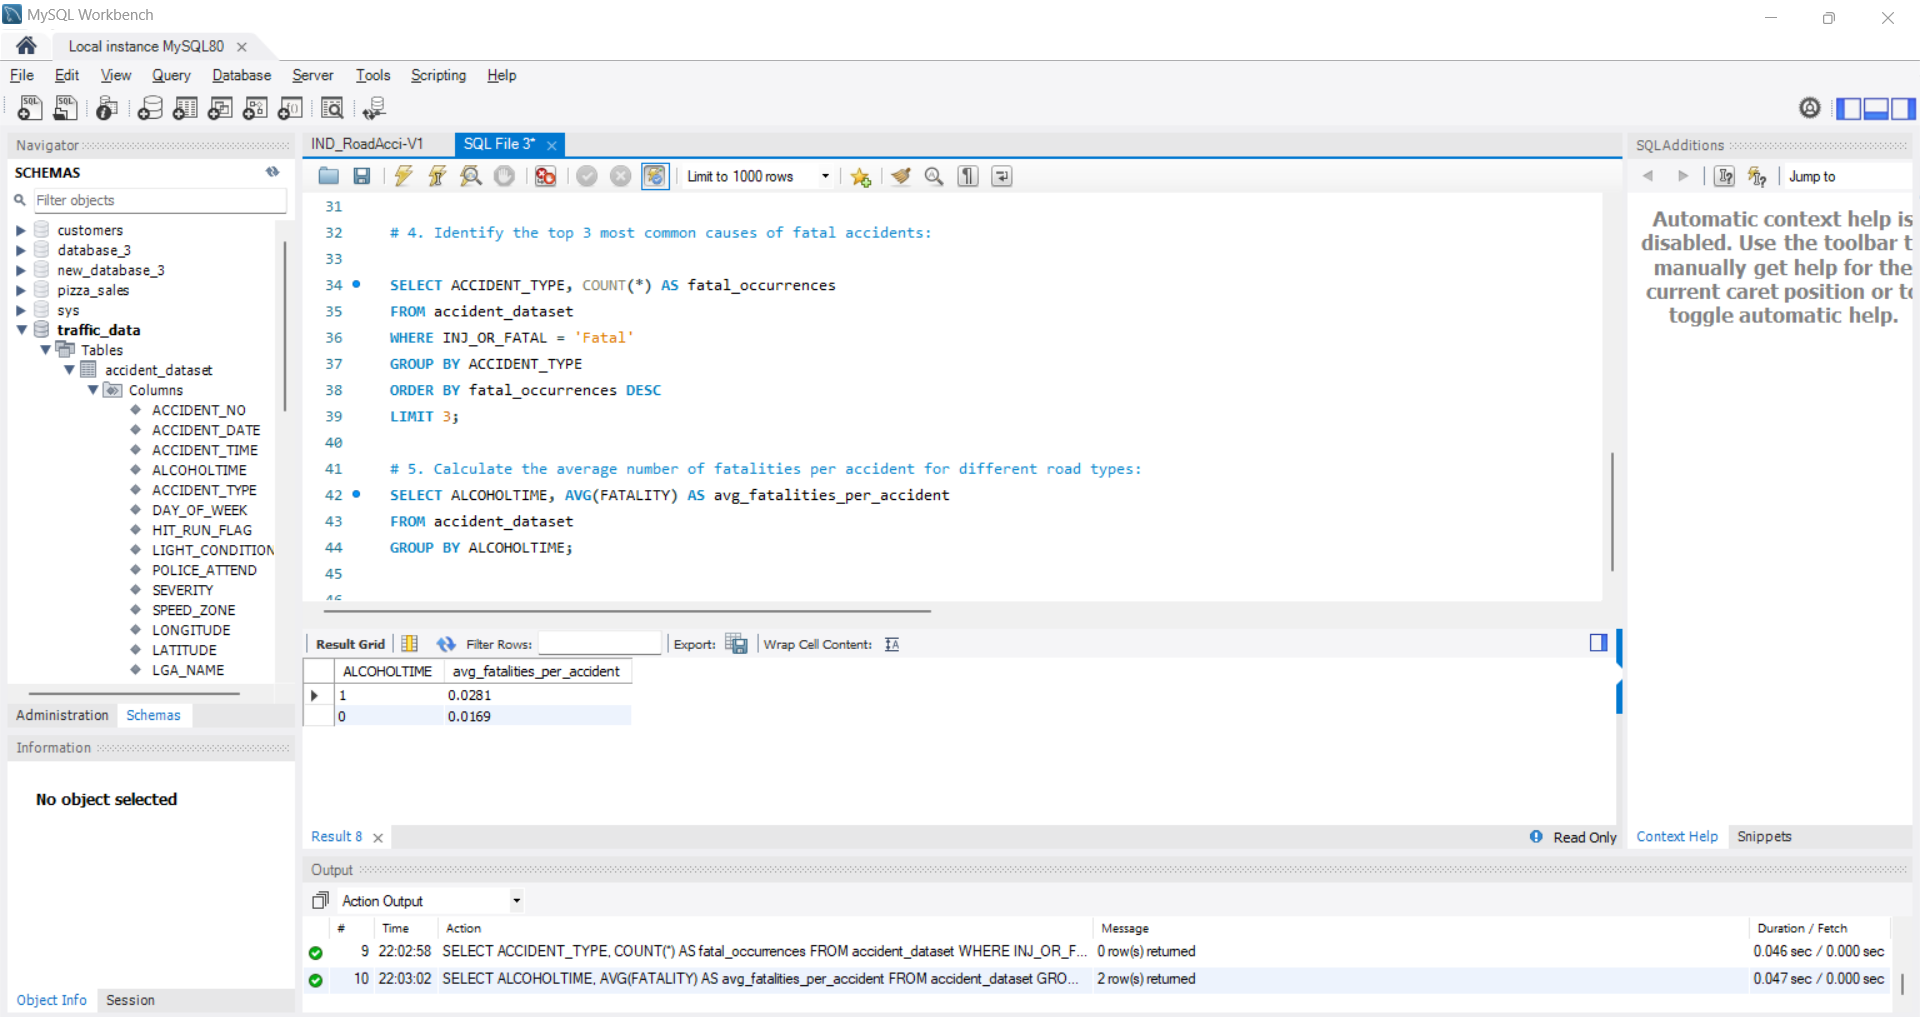 MySQL Workbench
Local instance MySQL80
File Edit View Query Database Server Tools Scripting Help
Navigator
SCHEMAS
Filter objects
customers
database_3
new_database_3
pizza_sales
sys
traffic_data
Tables
accident_dataset
Columns
ACCIDENT_NO
ACCIDENT_DATE
ACCIDENT_TIME
ALCOHOLTIME
ACCIDENT_TYPE
DAY_OF_WEEK
HIT_RUN_FLAG
LIGHT_CONDITION
POLICE_ATTEND
SEVERITY
SPEED_ZONE
LONGITUDE
LATITUDE
LGA_NAME
Administration Schemas
Information
No object selected
Object Info Session
IND_RoadAcci-V1 SQL File 3*
Limit to 1000 rows
31
32 # 4. Identify the top 3 most common causes of fatal accidents:
33
34 SELECT ACCIDENT_TYPE, COUNT(*) AS fatal_occurrences
35 FROM accident_dataset
36 WHERE INJ_OR_FATAL = 'Fatal'
37 GROUP BY ACCIDENT_TYPE
38 ORDER BY fatal_occurrences DESC
39 LIMIT 3;
40
41 # 5. Calculate the average number of fatalities per accident for different road types:
42 SELECT ALCOHOLTIME, AVG(FATALITY) AS avg_fatalities_per_accident
43 FROM accident_dataset
44 GROUP BY ALCOHOLTIME;
45
46
Result Grid Filter Rows: Export: Wrap Cell Content:
ALCOHOLTIME avg_fatalities_per_accident
1 0.0281
0 0.0169
Result 8 Read Only
Output
Action Output
# Time Action Message Duration / Fetch
9 22:02:58 SELECT ACCIDENT_TYPE, COUNT(*) AS fatal_occurrences FROM accident_dataset WHERE INJ_OR_F... 0 row(s) returned 0.046 sec / 0.000 sec
10 22:03:02 SELECT ALCOHOLTIME, AVG(FATALITY) AS avg_fatalities_per_accident FROM accident_dataset GRO... 2 row(s) returned 0.047 sec / 0.000 sec
SQLAdditions
Jump to
Automatic context help is
disabled. Use the toolbar t
manually get help for the
current caret position or to
toggle automatic help.
Context Help Snippets